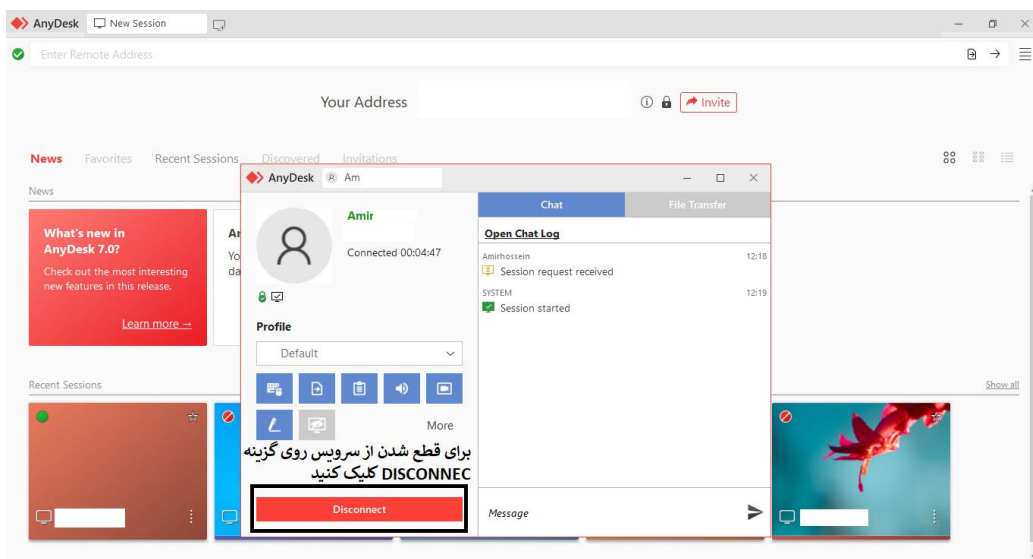 AnyDesk
New Session
Enter Remote Address
Your Address
Invite
News
Favorites
Recent Sessions
Discovered
Invitations
News
What's new in
AnyDesk 7.0?
Check out the most interesting
new features in this release.
Learn more →
AnyDesk
Am
Amir
Connected 00:04:47
Profile
Default
More
برای قطع شدن از سرویس روی گزینه
DISCONNEC کلیک کنید
Disconnect
Chat
File Transfer
Open Chat Log
Amirhossein 12:18
Session request received
SYSTEM 12:19
Session started
Message
Recent Sessions
Show all